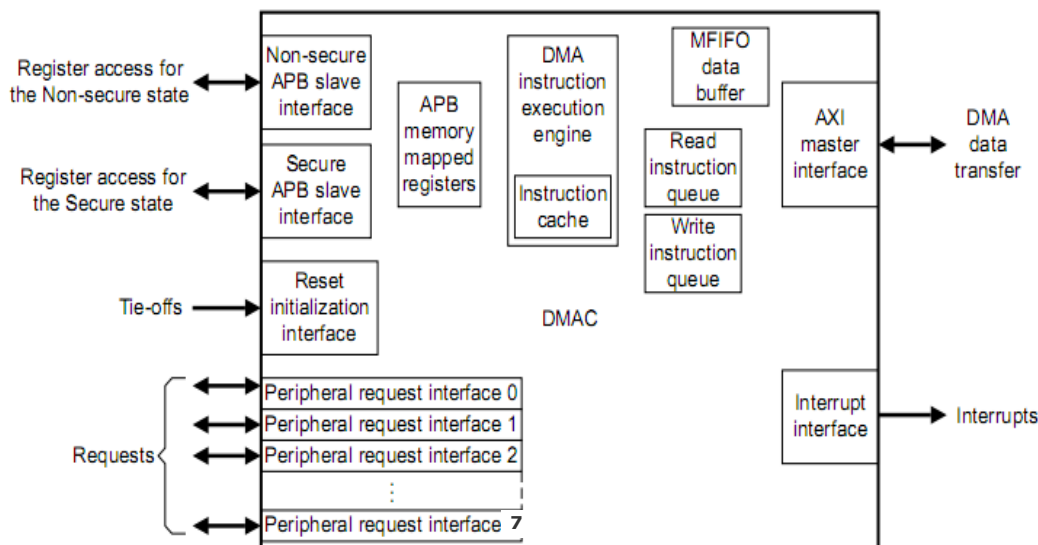 Register access for
the Non-secure state
Non-secure
APB slave
interface
Register access for
the Secure state
Secure
APB slave
interface
APB
memory
mapped
registers
DMA
instruction
execution
engine
Instruction
cache
MFIFO
data
buffer
Read
instruction
queue
Write
instruction
queue
AXI
master
interface
DMA
data
transfer
Tie-offs
Reset
initialization
interface
DMAC
Requests
Peripheral request interface 0
Peripheral request interface 1
Peripheral request interface 2
⋮
Peripheral request interface 7
Interrupt
interface
Interrupts